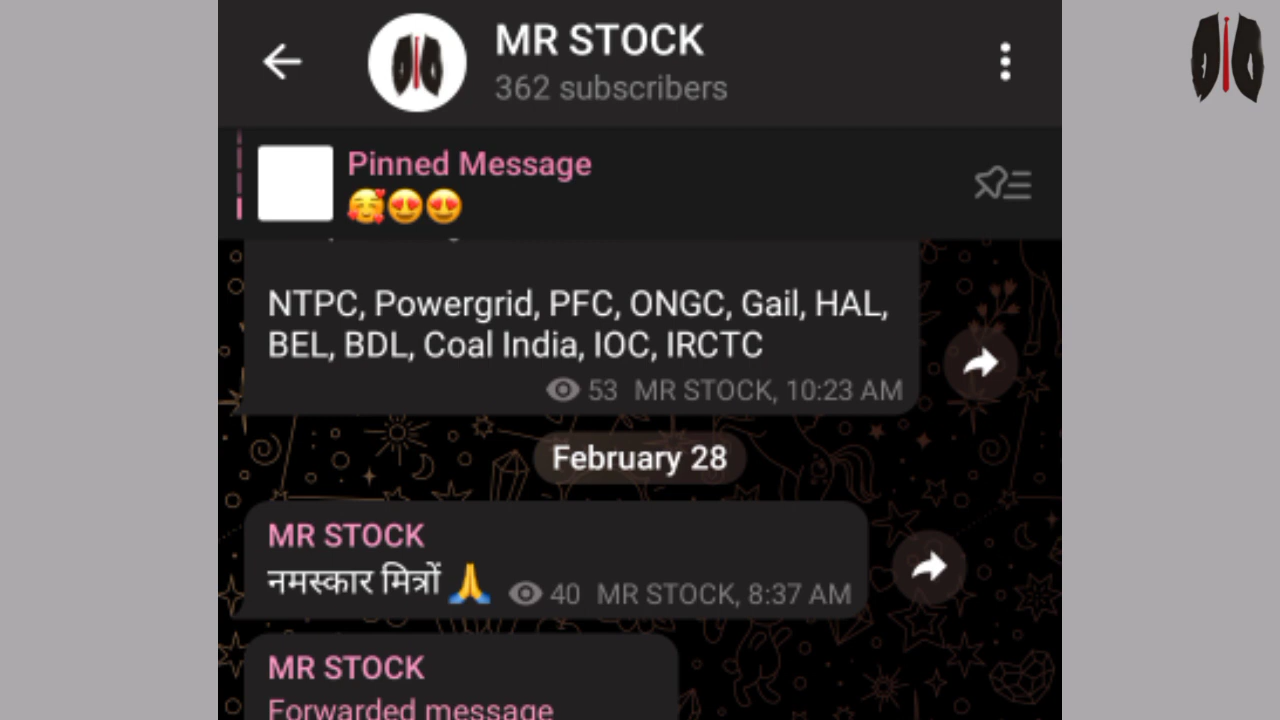 MR STOCK
362 subscribers
Pinned Message
🥰😍😍
NTPC, Powergrid, PFC, ONGC, Gail, HAL,
BEL, BDL, Coal India, IOC, IRCTC
53 MR STOCK, 10:23 AM
February 28
MR STOCK
नमस्कार मित्रों 🙏 40 MR STOCK, 8:37 AM
MR STOCK
Forwarded message